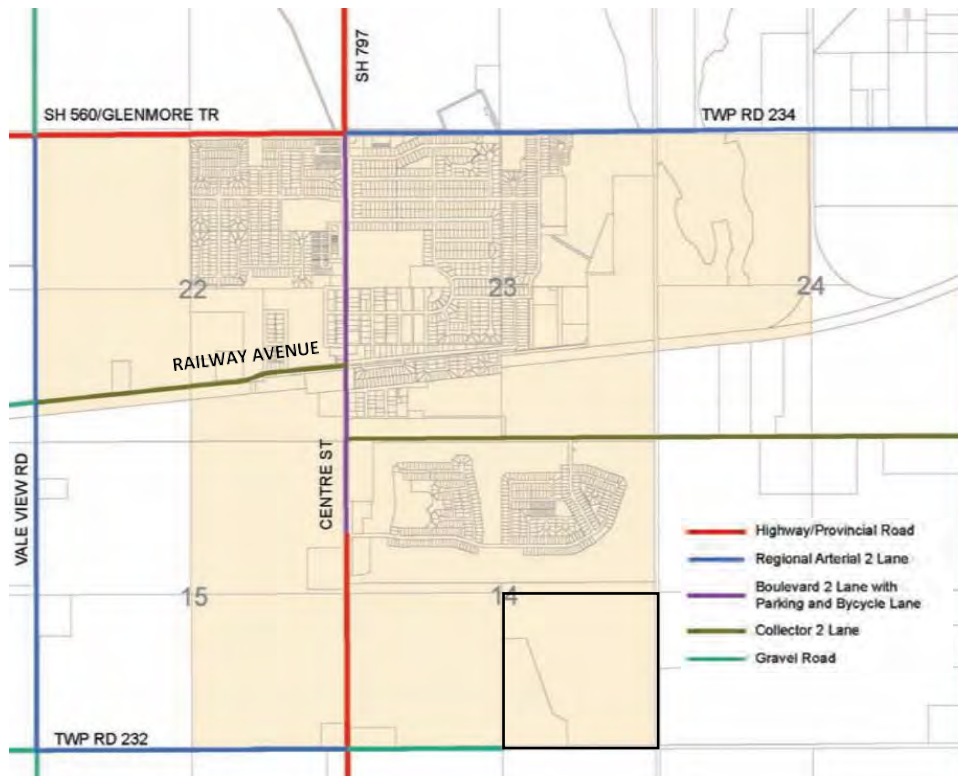 SH 797
SH 560/GLENMORE TR
TWP RD 234
22
23
24
RAILWAY AVENUE
VALE VIEW RD
CENTRE ST
Highway/Provincial Road
Regional Arterial 2 Lane
Boulevard 2 Lane with
Parking and Bycycle Lane
Collector 2 Lane
Gravel Road
15
14
TWP RD 232